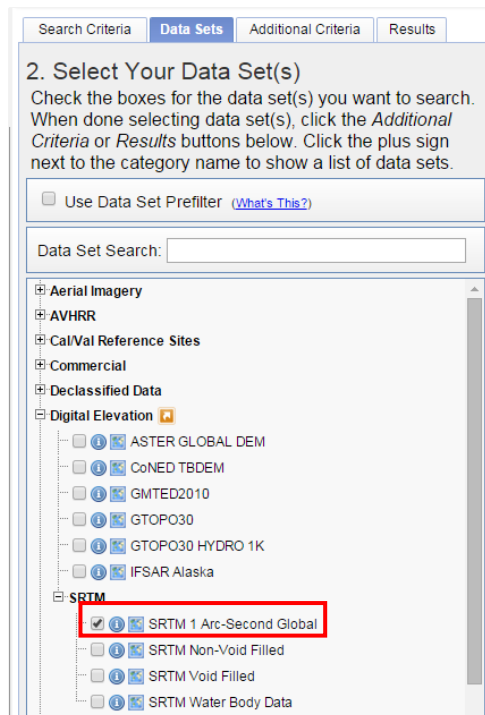 Search Criteria Data Sets Additional Criteria Results
2. Select Your Data Set(s)
Check the boxes for the data set(s) you want to search.
When done selecting data set(s), click the Additional
Criteria or Results buttons below. Click the plus sign
next to the category name to show a list of data sets.
Use Data Set Prefilter (What's This?)
Data Set Search:
Aerial Imagery
AVHRR
Cal/Val Reference Sites
Commercial
Declassified Data
Digital Elevation
ASTER GLOBAL DEM
CoNED TBDEM
GMTED2010
GTOPO30
GTOPO30 HYDRO 1K
IFSAR Alaska
SRTM
SRTM 1 Arc-Second Global
SRTM Non-Void Filled
SRTM Void Filled
SRTM Water Body Data